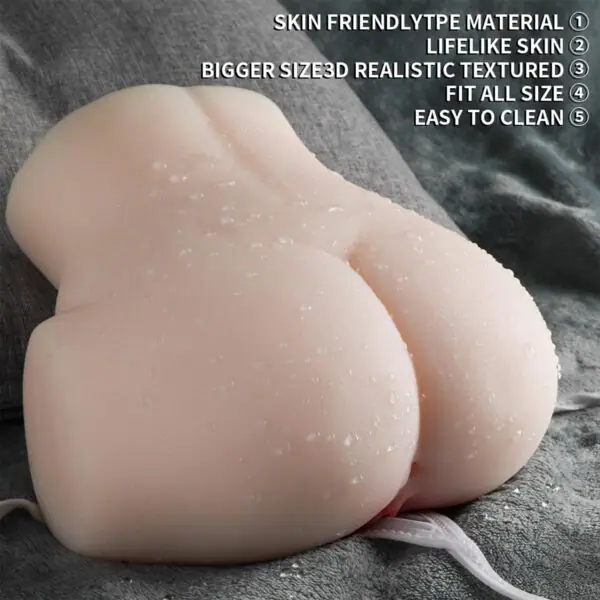 SKIN FRIENDLYTPE MATERIAL ①
LIFELIKE SKIN ②
BIGGER SIZE3D REALISTIC TEXTURED ③
FIT ALL SIZE ④
EASY TO CLEAN ⑤